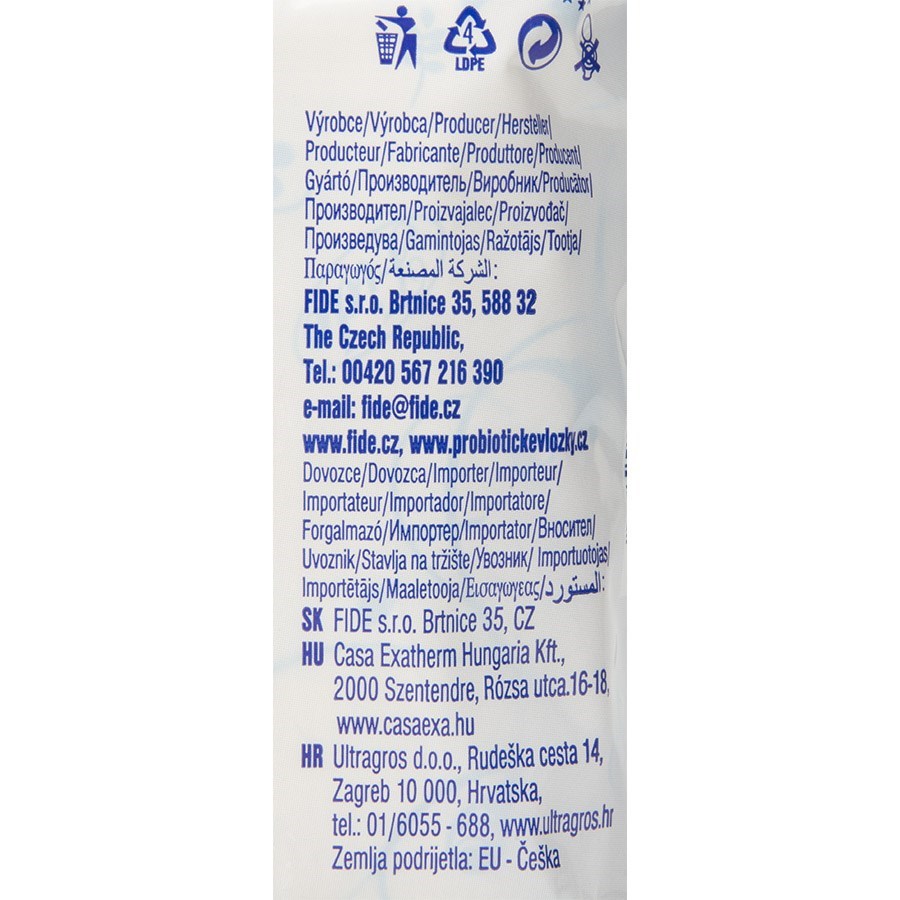 4
LDPE
Výrobce/Výrobca/Producer/Hersteller/
Producteur/Fabricante/Produttore/Producent/
Gyártó/Производитель/Виробник/Producător/
Производител/Proizvajalec/Proizvođač/
Произведува/Gamintojas/Ražotājs/Tootja/
Παραγωγός/الشركة المصنعة:
FIDE s.r.o. Brtnice 35, 588 32
The Czech Republic,
Tel.: 00420 567 216 390
e-mail: fide@fide.cz
www.fide.cz, www.probiotickevlozky.cz
Dovozce/Dovozca/Importer/Importeur/
Importateur/Importador/Importatore/
Forgalmazó/Импортер/Importator/Вносител/
Uvoznik/Stavlja na tržište/Увозник/ Importuotojas/
Importētājs/Maaletooja/Εισαγωγεας/المستورد:
SK FIDE s.r.o. Brtnice 35, CZ
HU Casa Exatherm Hungaria Kft.,
2000 Szentendre, Rózsa utca.16-18,
www.casaexa.hu
HR Ultragros d.o.o., Rudeška cesta 14,
Zagreb 10 000, Hrvatska,
tel.: 01/6055 - 688, www.ultragros.hr
Zemlja podrijetla: EU - Češka